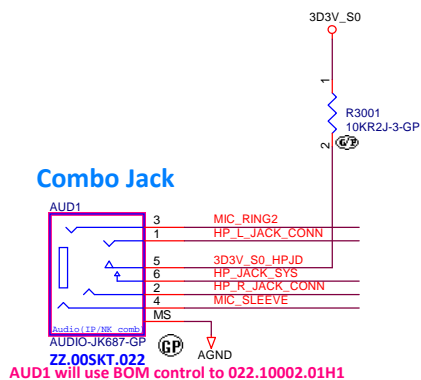 3D3V_S0
1
R3001
10KR2J-3-GP
2
G/P
Combo Jack
AUD1
3 MIC_RING2
1 HP_L_JACK_CONN
5 3D3V_S0_HPJD
6 HP_JACK_SYS
2 HP_R_JACK_CONN
4 MIC_SLEEVE
MS
Audio(IP/NK comb)
AUDIO-JK687-GP
GP
AGND
ZZ.00SKT.022
AUD1 will use BOM control to 022.10002.01H1